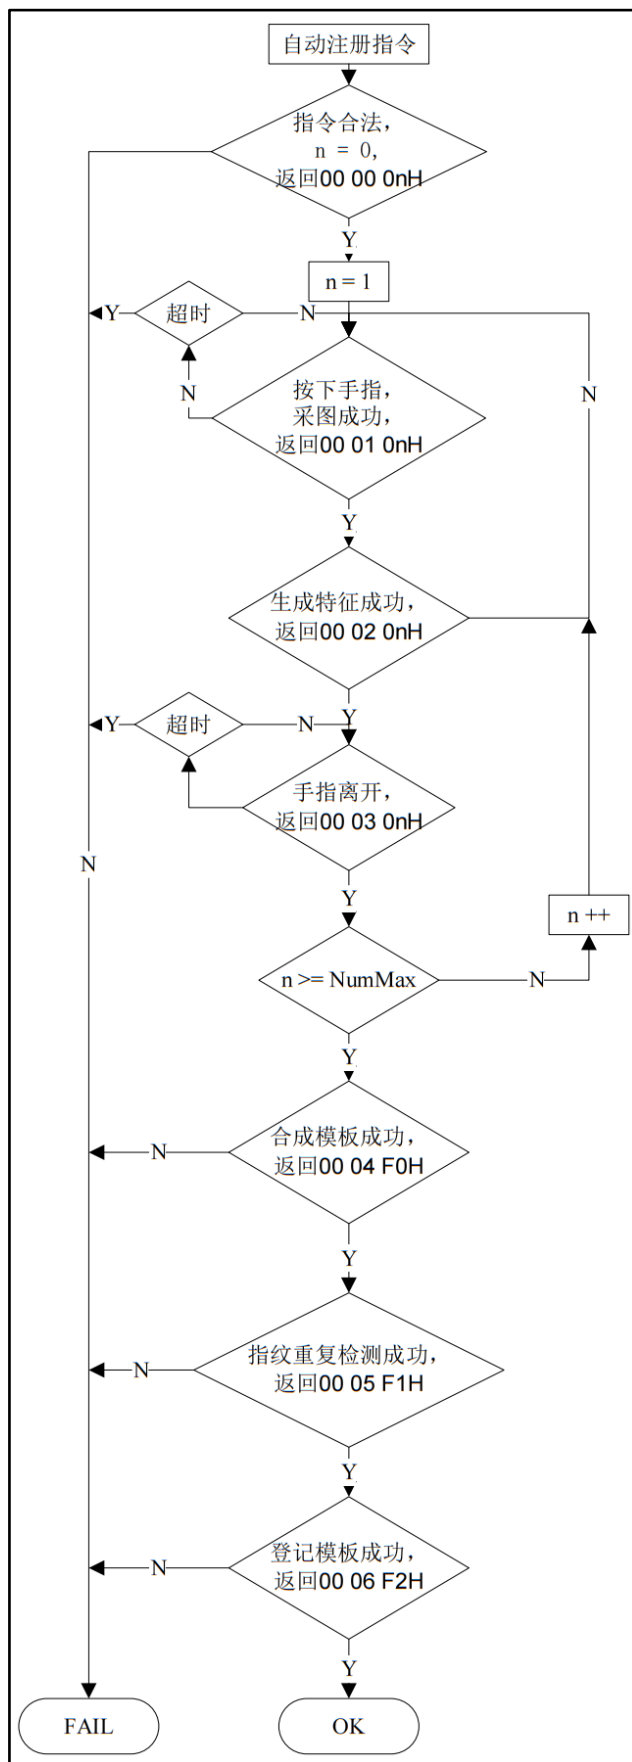 自动注册指令
指令合法，
n = 0,
返回00 00 0nH
Y
n = 1
Y
超时
N
N
按下手指，
采图成功，
返回00 01 0nH
N
Y
生成特征成功，
返回00 02 0nH
Y
Y
超时
N
手指离开，
返回00 03 0nH
N
Y
n ++
n >= NumMax
N
Y
合成模板成功，
返回00 04 F0H
N
Y
指纹重复检测成功，
返回00 05 F1H
N
Y
登记模板成功，
返回00 06 F2H
N
Y
FAIL
OK